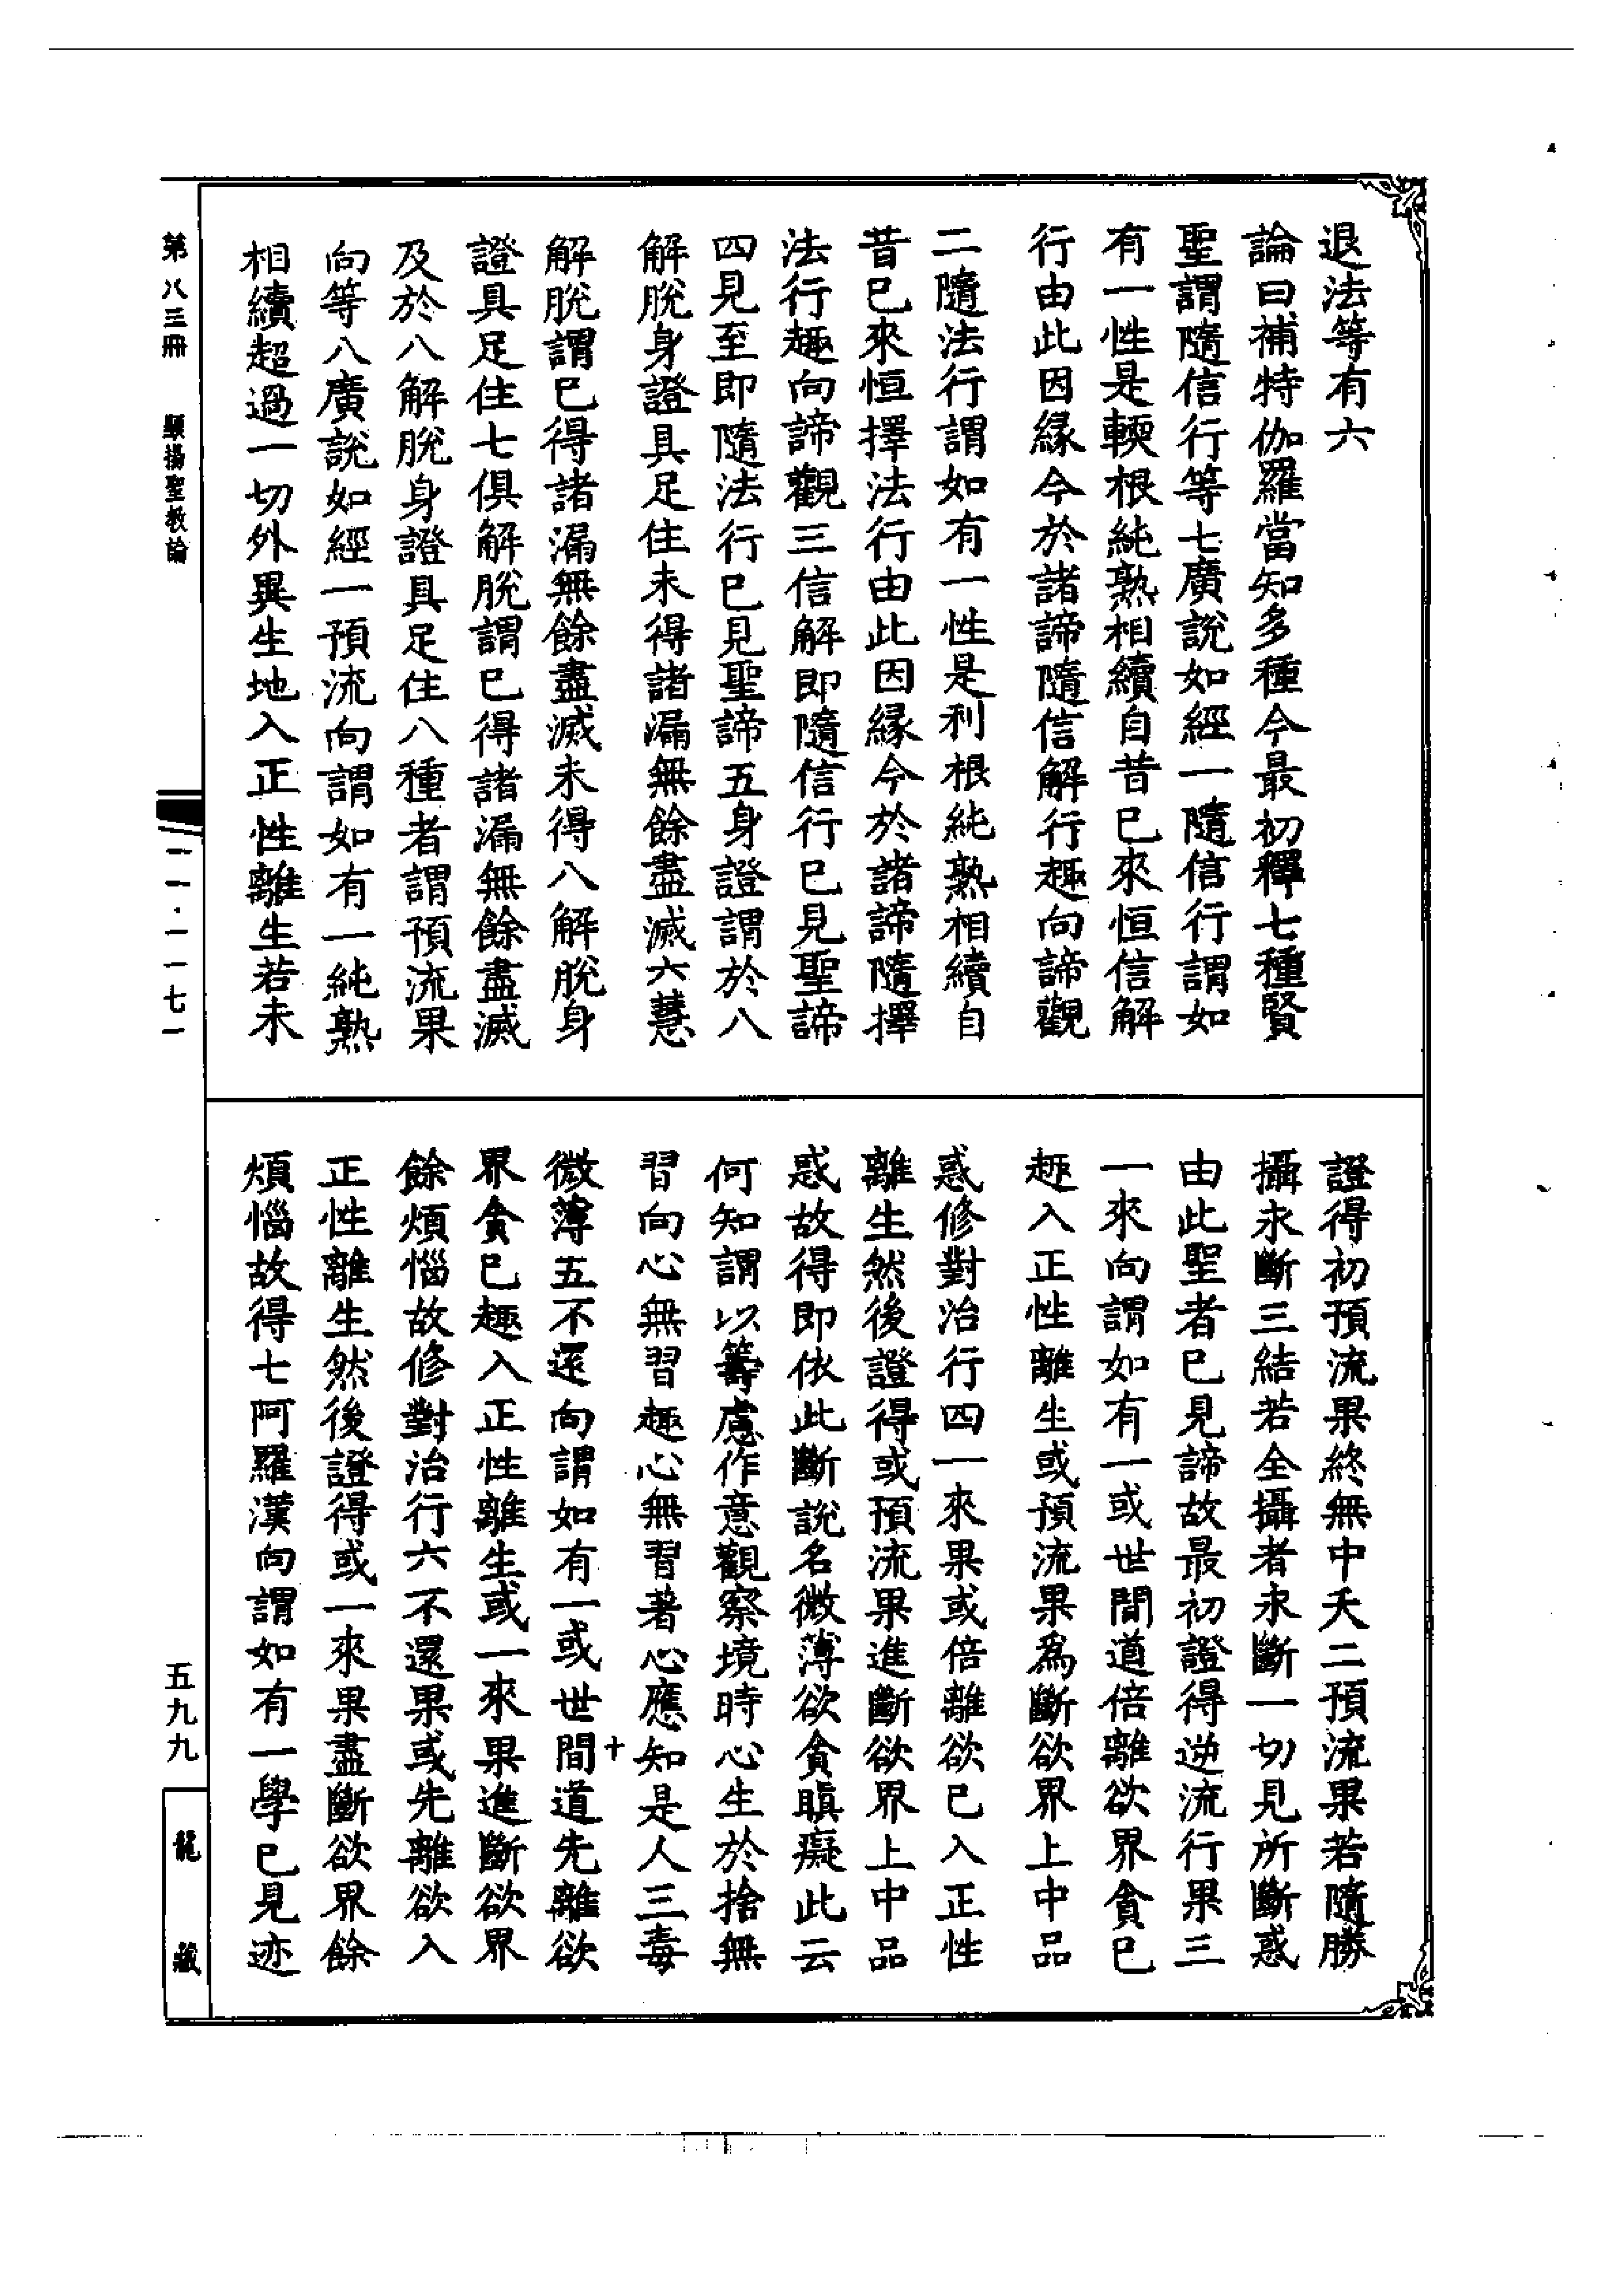 退法等有六
論曰補特伽羅當知多種今最初釋七種賢
聖謂隨信行等七廣說如經一隨信行謂如
有一性是輭根純熟相續自昔已來恒信解
行由此因緣今於諸諦隨信解行趣向諦觀
二隨法行謂如有一性是利根純熟相續自
昔已來恒擇法行由此因緣今於諸諦隨擇
法行趣向諦觀三信解即隨信行已見聖諦
四見至即隨法行已見聖諦五身證謂於八
解脫身證具足住未得諸漏無餘盡滅六慧
解脫謂已得諸漏無餘盡滅未得八解脫身
證具足住七俱解脫謂已得諸漏無餘盡滅
及於八解脫身證具足住八種者謂預流果
向等八廣說如經一預流向謂如有一純熟
相續超過一切外異生地入正性離生若未
證得初預流果終無中夭二預流果若隨勝
攝永斷三結若全攝者永斷一切見所斷惑
由此聖者已見諦故最初證得逆流行果三
一來向謂如有一或世間道倍離欲界貪已
趣入正性離生或預流果為斷欲界上中品
惑修對治行四一來果或倍離欲已入正性
離生然後證得或預流果進斷欲界上中品
惑故得即依此斷說名微薄欲貪瞋癡此云
何知謂以籌慮作意觀察境時心生於捨無
習向心無習趣心無習著心應知是人三毒
微薄五不還向謂如有一或世間道先離欲
界貪已趣入正性離生或一來果進斷欲界
餘煩惱故修對治行六不還果或先離欲入
正性離生然後證得或一來果盡斷欲界餘
煩惱故得七阿羅漢向謂如有一學已見迹
十
第八三冊 顯揚聖教論
一一·一一七一
五九九
龍藏